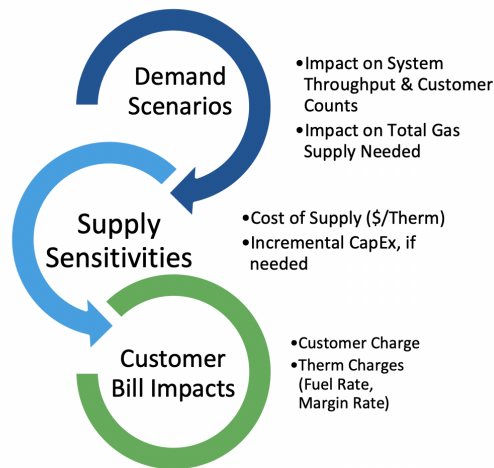 Demand
Scenarios
•Impact on System
Throughput & Customer
Counts
•Impact on Total Gas
Supply Needed
Supply
Sensitivities
•Cost of Supply ($/Therm)
•Incremental CapEx, if
needed
Customer
Bill Impacts
•Customer Charge
•Therm Charges
(Fuel Rate,
Margin Rate)